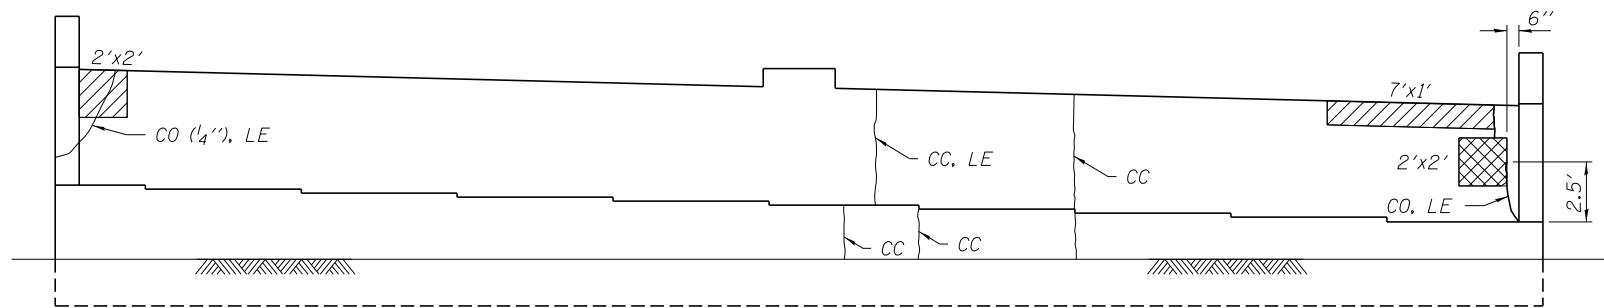 6''
2'x2'
7'x1'
CO (1/4''), LE
CC, LE
2'x2'
CC
2.5'
CO, LE
CC
CC